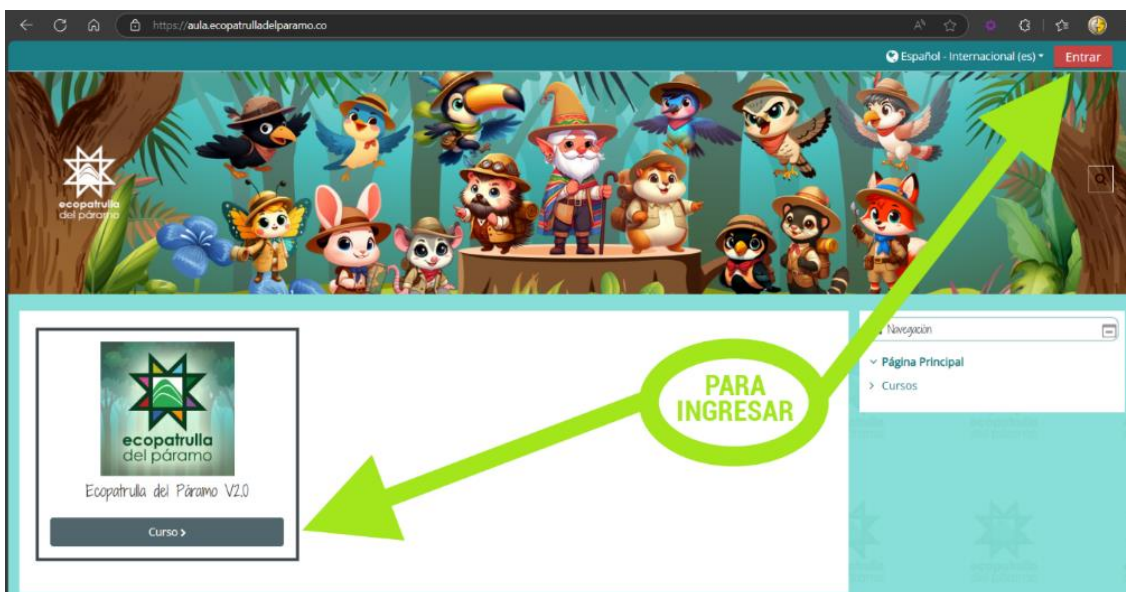 https://aula.ecopatrulladelparamo.co
Español - Internacional (es)
Entrar
ecopatrulla
del páramo
Navegación
Página Principal
Cursos
PARA
INGRESAR
ecopatrulla
del páramo
Ecopatrulla del Páramo V2.0
Curso